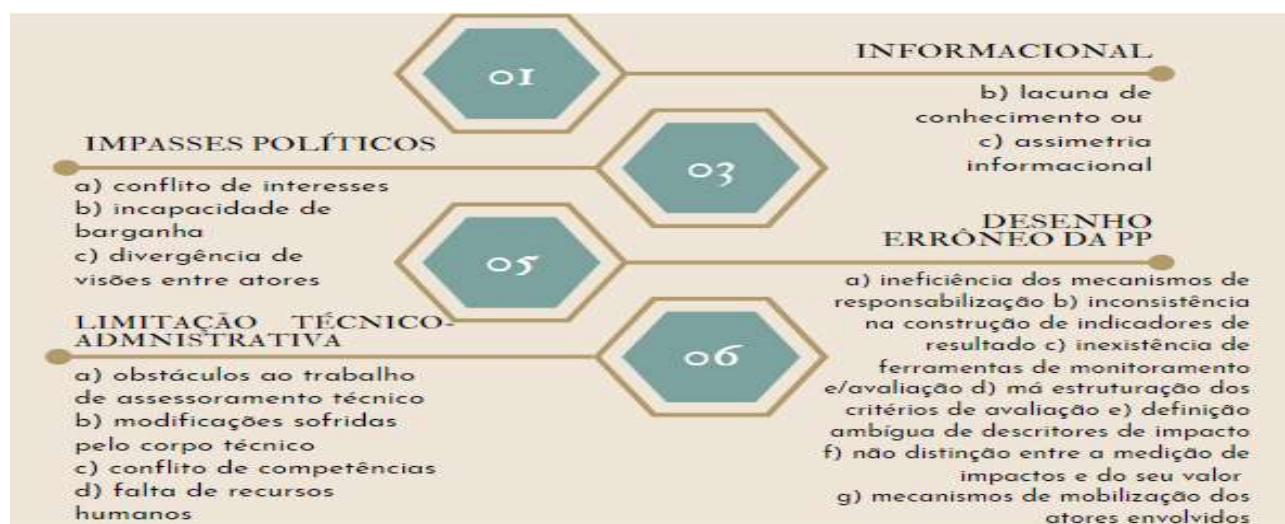 01
INFORMACIONAL
b) lacuna de
conhecimento ou
c) assimetria
informacional
IMPASSES POLÍTICOS
03
a) conflito de interesses
b) incapacidade de
barganha
c) divergência de
visões entre atores
05
DESENHO
ERRÔNEO DA PP
a) ineficiência dos mecanismos de
responsabilização b) inconsistência
na construção de indicadores de
resultado c) inexistência de
ferramentas de monitoramento
e/avaliação d) má estruturação dos
critérios de avaliação e) definição
ambígua de descritores de impacto
f) não distinção entre a medição de
impactos e do seu valor
g) mecanismos de mobilização dos
atores envolvidos
LIMITAÇÃO TÉCNICO-
ADMNISTRATIVA
06
a) obstáculos ao trabalho
de assessoramento técnico
b) modificações sofridas
pelo corpo técnico
c) conflito de competências
d) falta de recursos
humanos